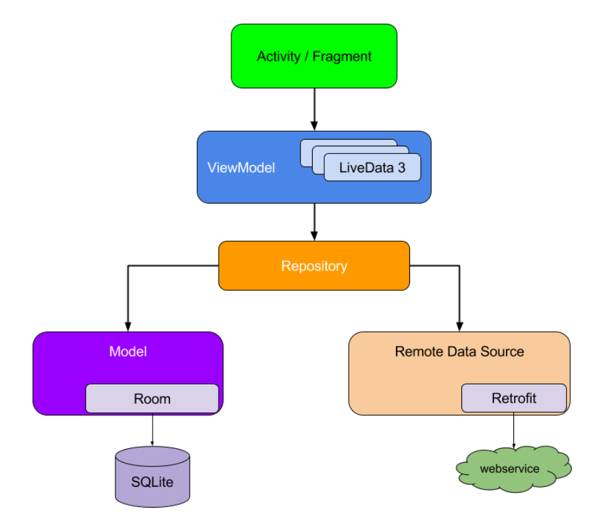 Activity / Fragment
ViewModel
LiveData 3
Repository
Model
Remote Data Source
Room
Retrofit
SQLite
webservice